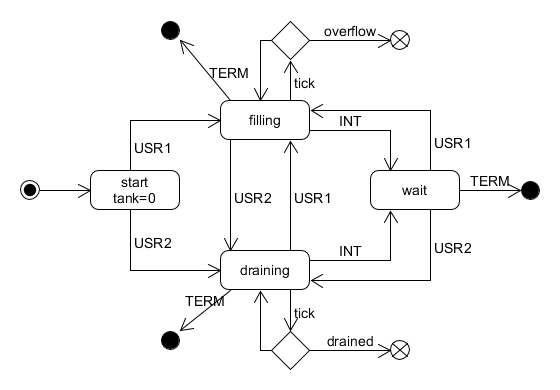 overflow
TERM
tick
filling
INT
USR1
USR1
start
tank=0
USR2
USR1
wait
TERM
USR2
USR2
INT
draining
TERM
tick
drained